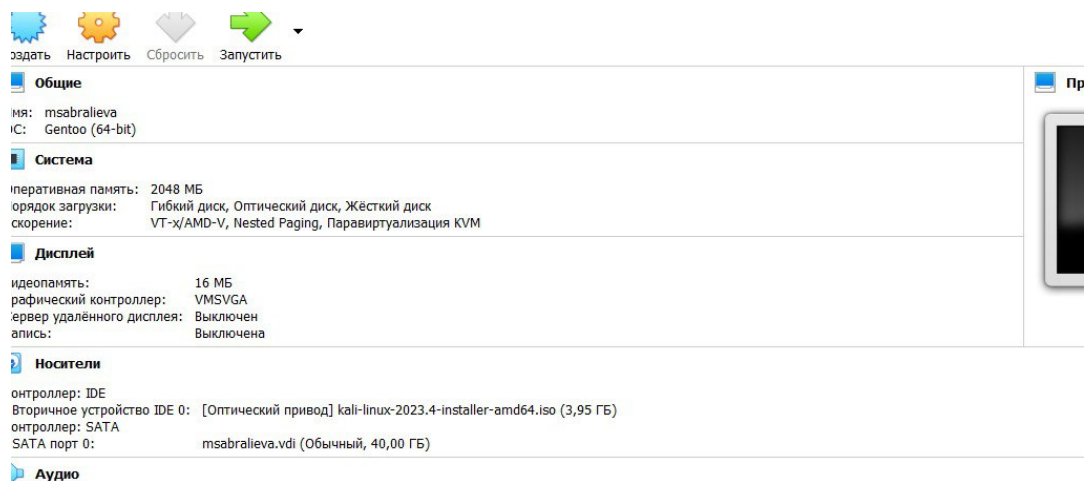 оздать Настроить Сбросить Запустить
Общие
Пр
мя: msabralieva
С: Gentoo (64-bit)
Система
перативная память: 2048 МБ
орядок загрузки: Гибкий диск, Оптический диск, Жёсткий диск
скорение: VT-x/AMD-V, Nested Paging, Паравиртуализация KVM
Дисплей
идеопамять: 16 МБ
рафический контроллер: VMSVGA
ервер удалённого дисплея: Выключен
апись: Выключена
Носители
онтроллер: IDE
Вторичное устройство IDE 0: [Оптический привод] kali-linux-2023.4-installer-amd64.iso (3,95 ГБ)
онтроллер: SATA
SATA порт 0: msabralieva.vdi (Обычный, 40,00 ГБ)
Аудио